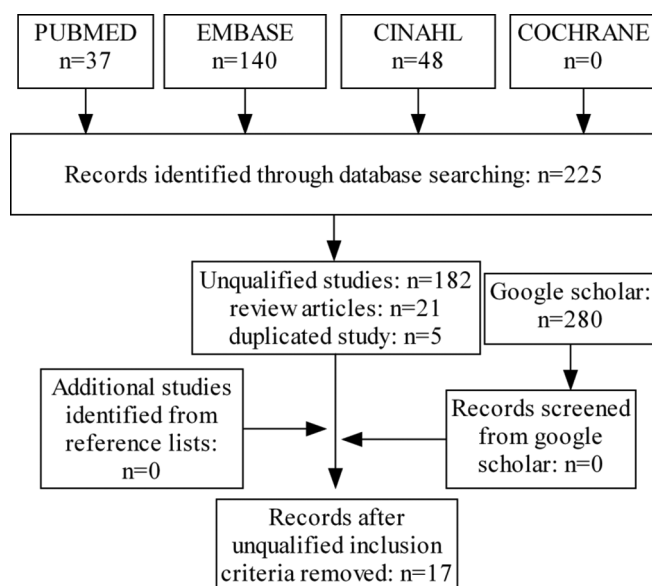 PUBMED
n=37
EMBASE
n=140
CINAHL
n=48
COCHRANE
n=0
Records identified through database searching: n=225
Unqualified studies: n=182
review articles: n=21
duplicated study: n=5
Google scholar:
n=280
Additional studies
identified from
reference lists:
n=0
Records screened
from google
scholar: n=0
Records after
unqualified inclusion
criteria removed: n=17